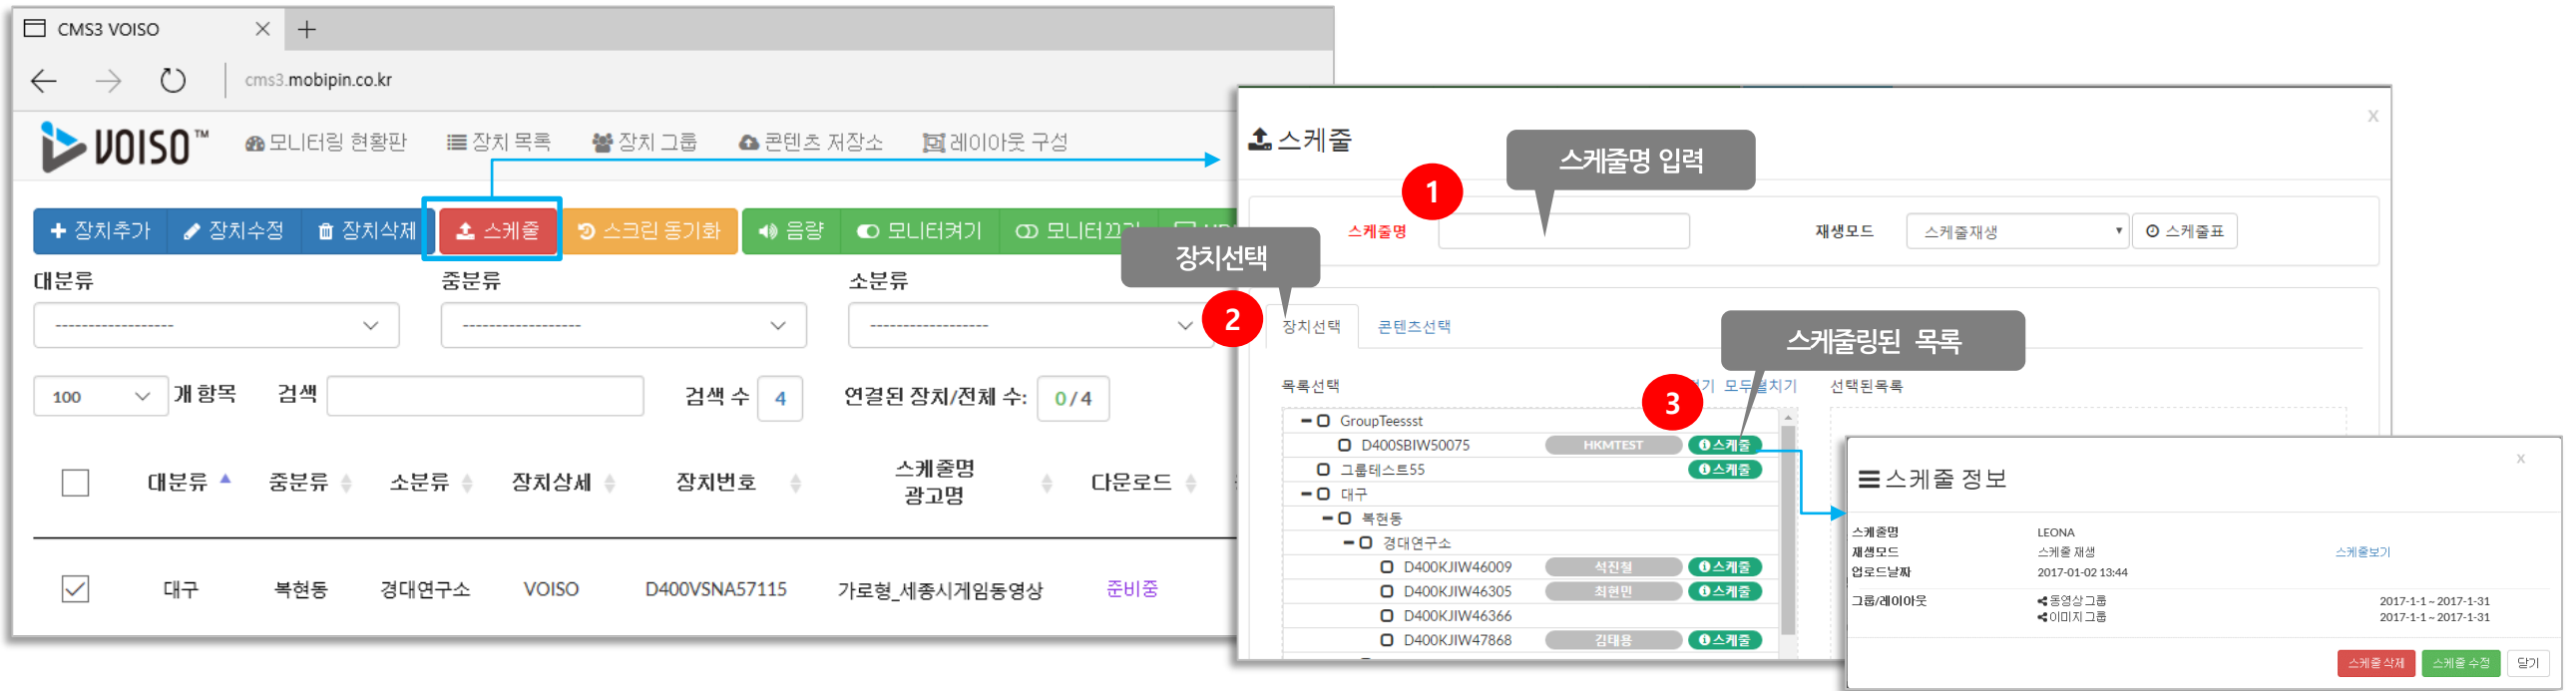 CMS3 VOISO
cms3.mobipin.co.kr
VOISO™ 모니터링 현황판 장치 목록 장치 그룹 콘텐츠 저장소 레이아웃 구성
장치추가 장치수정 장치삭제 스케줄 스크린 동기화 음량 모니터켜기
대분류 중분류 소분류
------------------ ------------------ ------------------
100 개 항목 검색 검색 수 4 연결된 장치/전체 수: 0/4
대분류 중분류 소분류 장치상세 장치번호 스케줄명 다운로드
광고명
대구 복현동 경대연구소 VOISO D400VSNA57115 가로형_세종시게임동영상 준비중
x
스케줄
스케줄명 입력
1
스케줄명 재생모드 스케줄재생 스케줄표
장치선택
2
장치선택 콘텐츠선택
스케줄링된 목록
목록선택 선택된목록
3
GroupTeessst
D400SBIW50075 HKMTEST 스케줄
그룹테스트55 스케줄
대구
복현동
경대연구소
D400KJIW46009 석진철 스케줄
D400KJIW46305 최현민 스케줄
D400KJIW46366
D400KJIW47868 김태용 스케줄
x
스케줄 정보
스케줄명 LEONA
재생모드 스케줄 재생 스케줄보기
업로드날짜 2017-01-02 13:44
그룹/레이아웃 동영상그룹 2017-1-1 ~ 2017-1-31
이미지그룹 2017-1-1 ~ 2017-1-31
스케줄 삭제 스케줄 수정 닫기